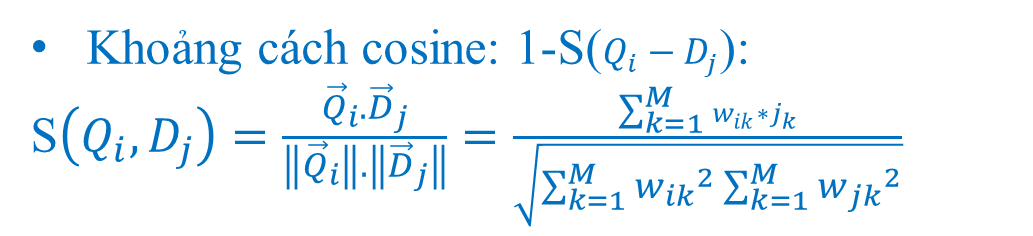 • Khoảng cách cosine: 1-S(Qᵢ − Dⱼ):
S(Qᵢ, Dⱼ) = (Q⃗ᵢ.D⃗ⱼ)/(‖Q⃗ᵢ‖.‖D⃗ⱼ‖) = (∑ₖ₌₁ᴹ wᵢₖ*jₖ)/√(∑ₖ₌₁ᴹ wᵢₖ² ∑ₖ₌₁ᴹ wⱼₖ²)